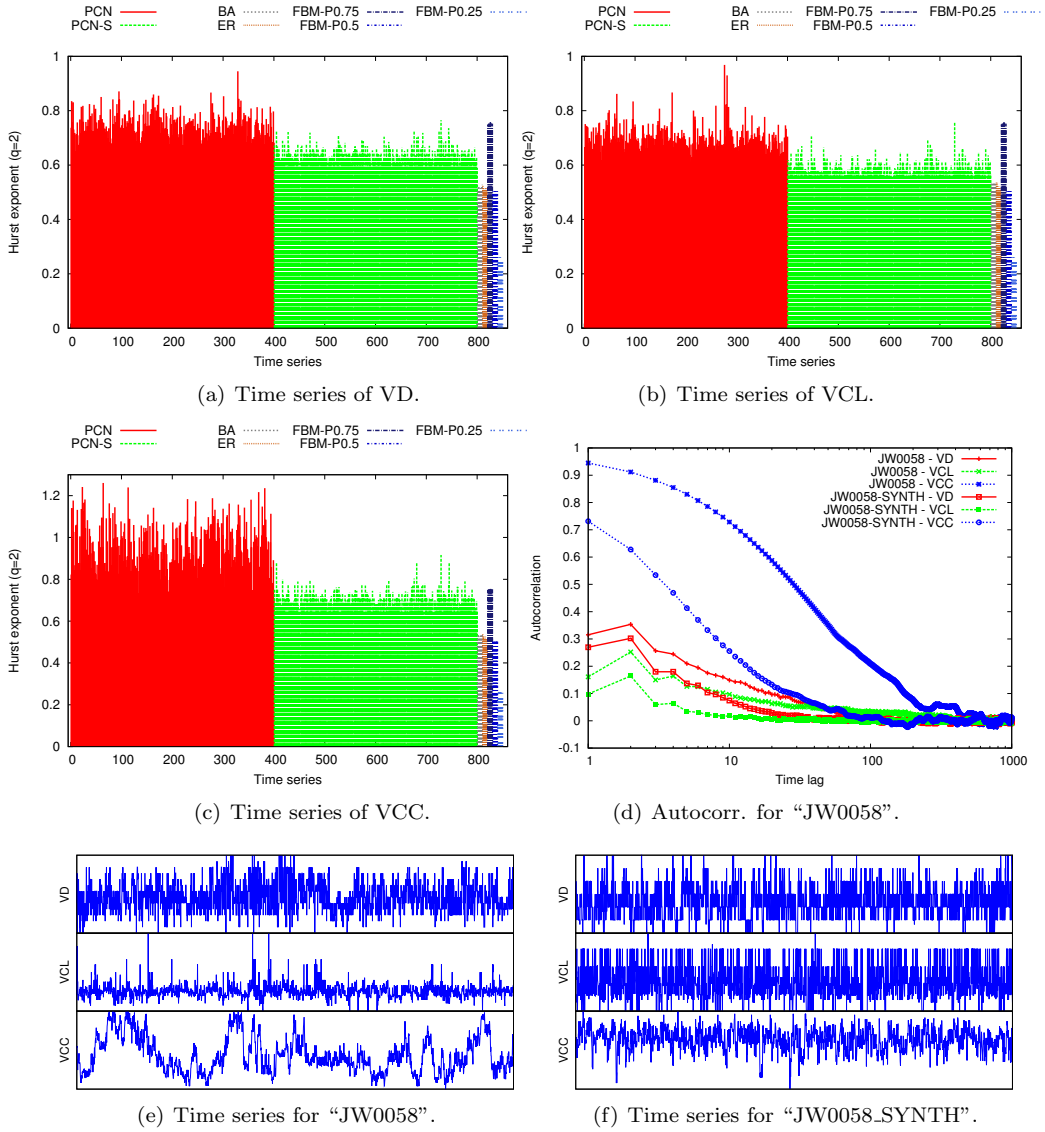 PCN BA FBM-P0.75 FBM-P0.25
PCN-S ER FBM-P0.5
Hurst exponent (q=2)
1
0.8
0.6
0.4
0.2
0
0 100 200 300 400 500 600 700 800
Time series
(a) Time series of VD.
PCN BA FBM-P0.75 FBM-P0.25
PCN-S ER FBM-P0.5
Hurst exponent (q=2)
1
0.8
0.6
0.4
0.2
0
0 100 200 300 400 500 600 700 800
Time series
(b) Time series of VCL.
PCN BA FBM-P0.75 FBM-P0.25
PCN-S ER FBM-P0.5
Hurst exponent (q=2)
1.2
1
0.8
0.6
0.4
0.2
0
0 100 200 300 400 500 600 700 800
Time series
(c) Time series of VCC.
JW0058 - VD
JW0058 - VCL
JW0058 - VCC
JW0058-SYNTH - VD
JW0058-SYNTH - VCL
JW0058-SYNTH - VCC
Autocorrelation
1
0.9
0.8
0.7
0.6
0.5
0.4
0.3
0.2
0.1
0
-0.1
1 10 100 1000
Time lag
(d) Autocorr. for “JW0058”.
VD
VCL
VCC
(e) Time series for “JW0058”.
VD
VCL
VCC
(f) Time series for “JW0058_SYNTH”.